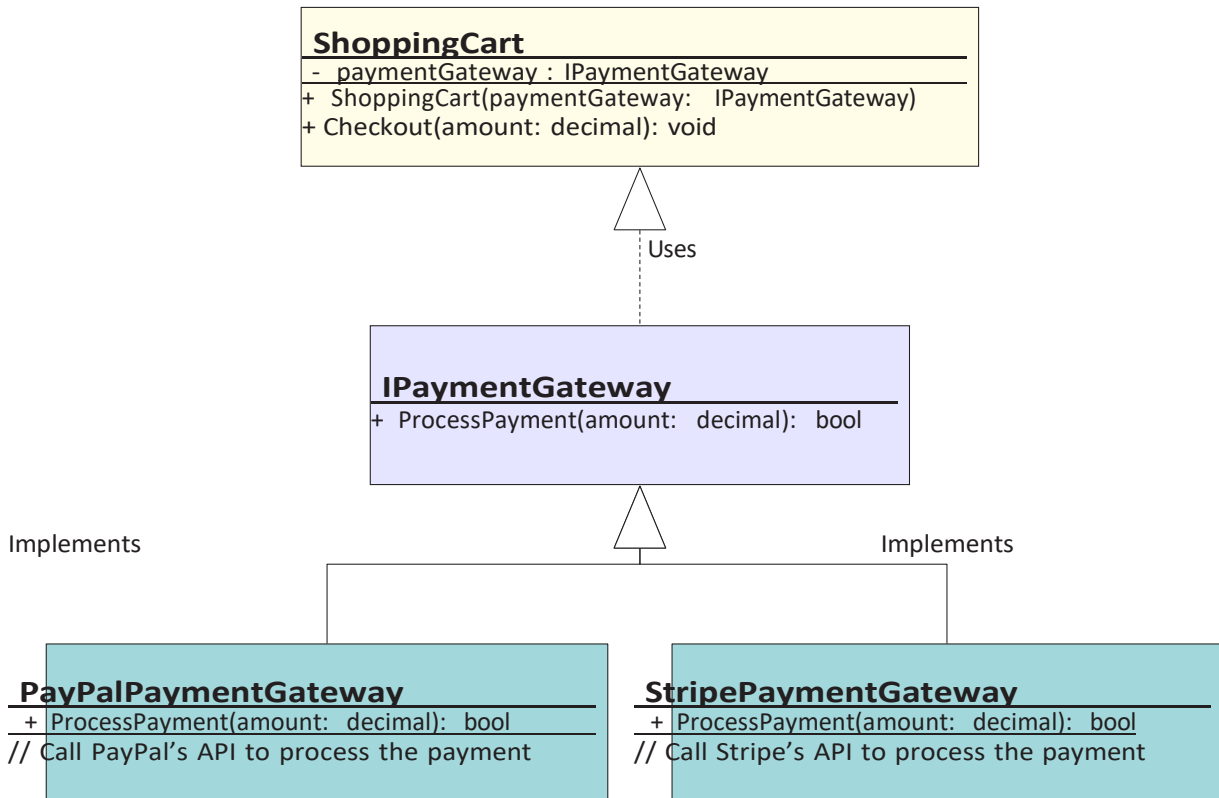 ShoppingCart
- paymentGateway : IPaymentGateway
+ ShoppingCart(paymentGateway: IPaymentGateway)
+ Checkout(amount: decimal): void
Uses
IPaymentGateway
+ ProcessPayment(amount: decimal): bool
Implements
Implements
PayPalPaymentGateway
+ ProcessPayment(amount: decimal): bool
// Call PayPal’s API to process the payment
StripePaymentGateway
+ ProcessPayment(amount: decimal): bool
// Call Stripe’s API to process the payment